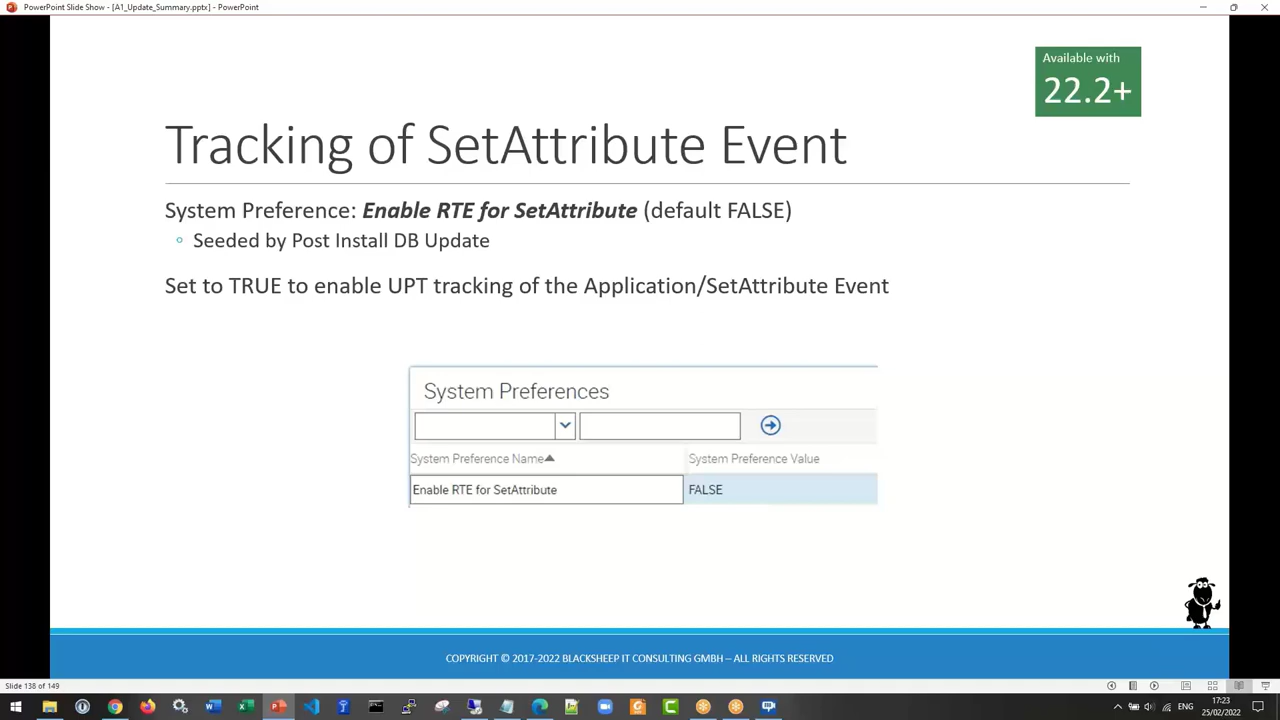 PowerPoint Slide Show - [A1_Update_Summary.pptx] - PowerPoint
Available with
22.2+
Tracking of SetAttribute Event
System Preference: Enable RTE for SetAttribute (default FALSE)
Seeded by Post Install DB Update
Set to TRUE to enable UPT tracking of the Application/SetAttribute Event
System Preferences
System Preference Name System Preference Value
Enable RTE for SetAttribute FALSE
COPYRIGHT © 2017-2022 BLACKSHEEP IT CONSULTING GMBH – ALL RIGHTS RESERVED
Slide 138 of 149
ENG
17:23
25/02/2022